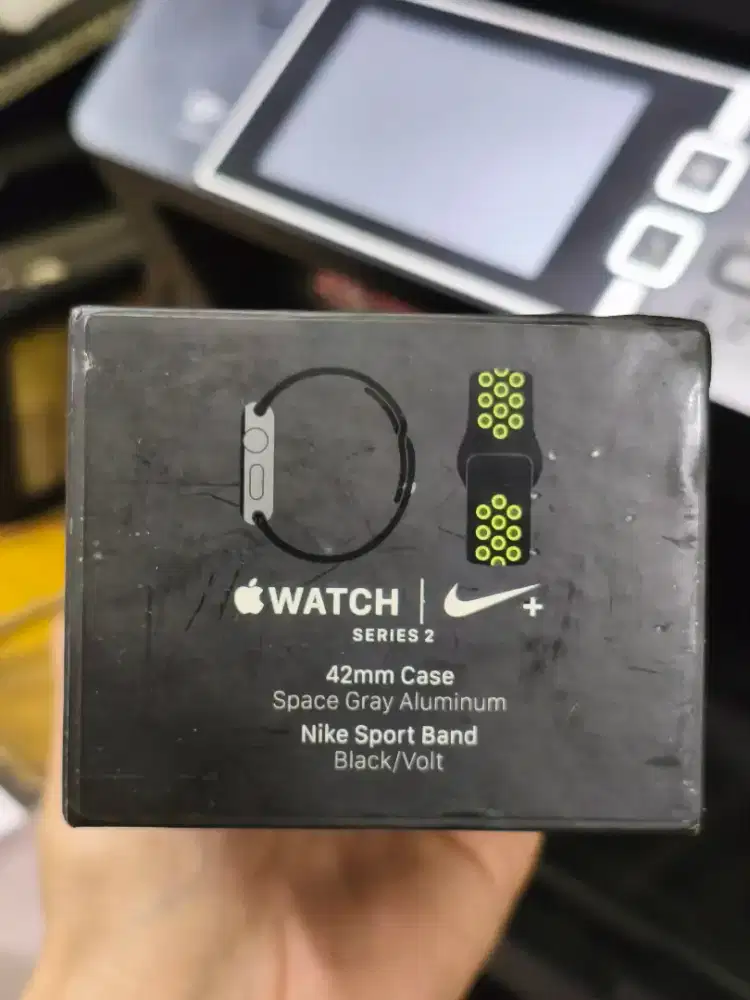 WATCH
+
SERIES 2
42mm Case
Space Gray Aluminum
Nike Sport Band
Black/Volt